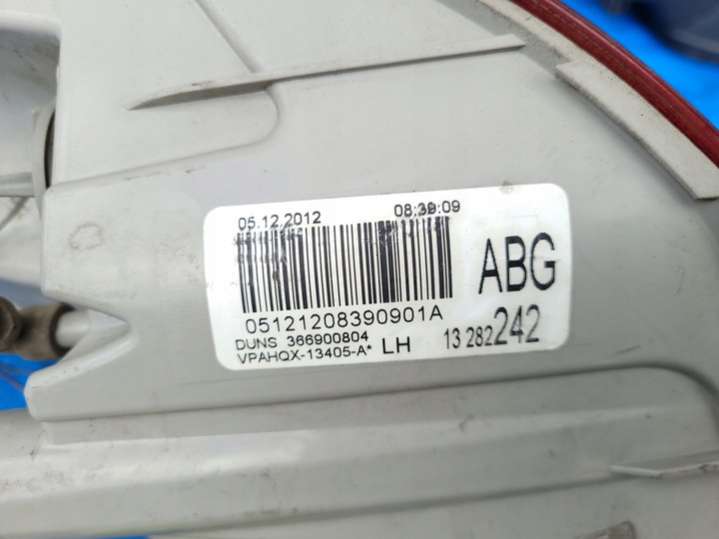 05.12.2012 08:39:09
ABG
05121208390901A
DUNS 366900804
VPAHQX-13405-A* LH 13 282 242